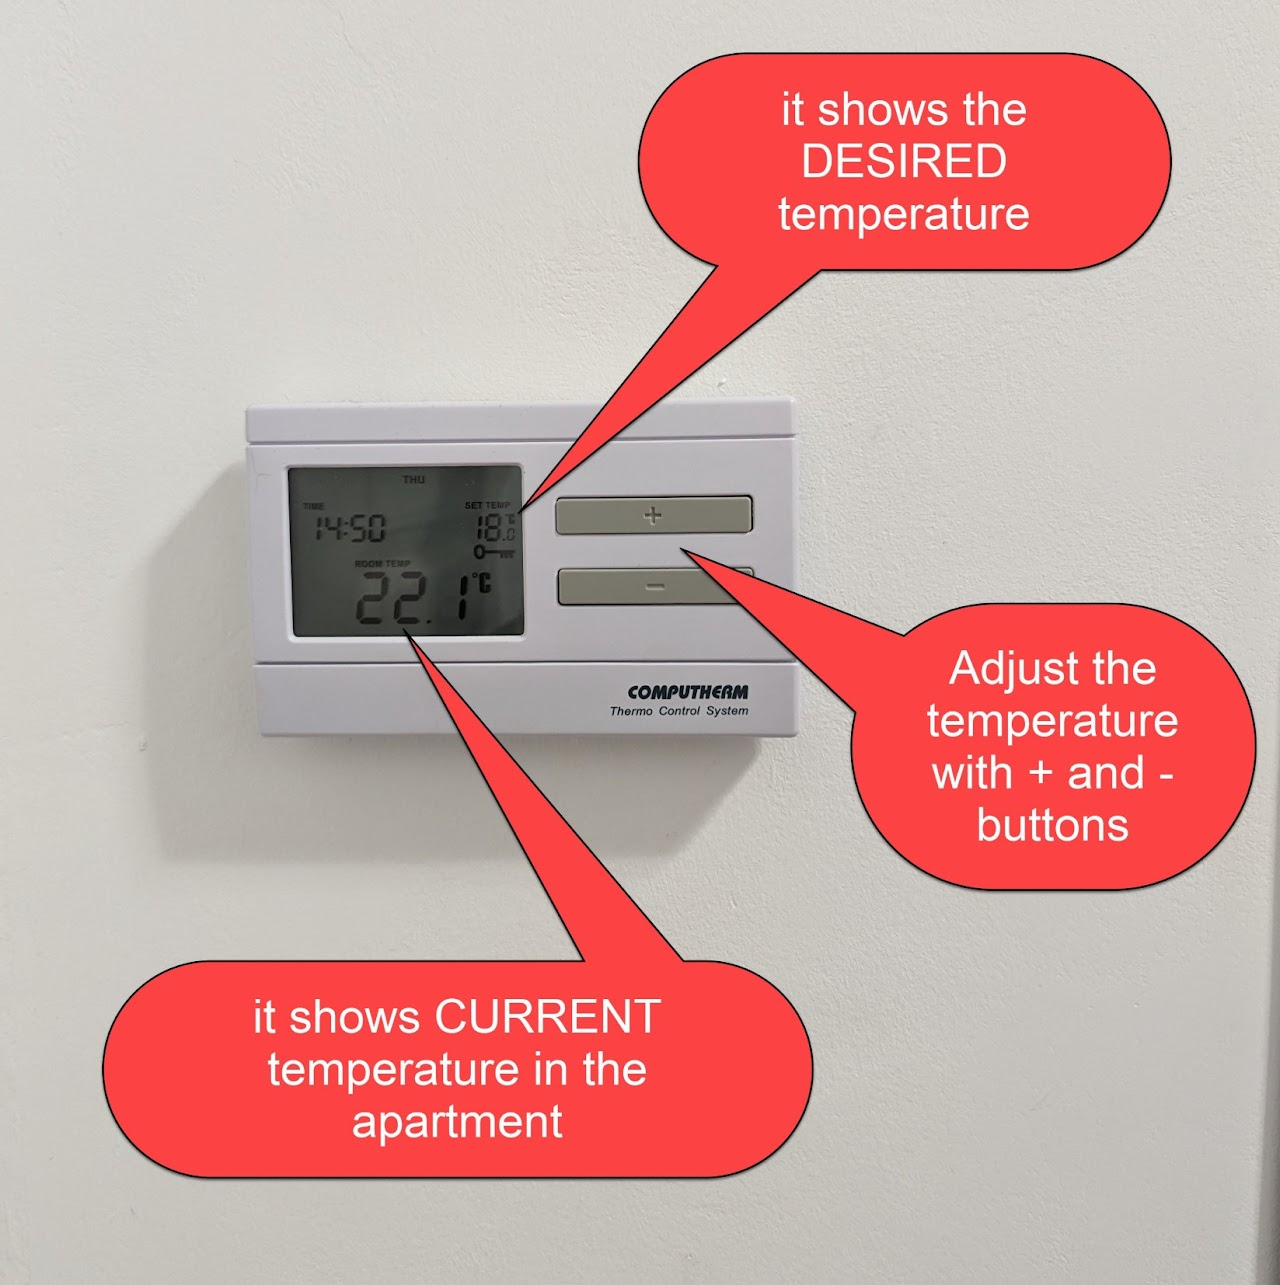 it shows the
DESIRED
temperature
THU
TIME
SET TEMP
14:50
18.0 °C
ROOM TEMP
22.1 °C
+
-
COMPUTHERM
Thermo Control System
Adjust the
temperature
with + and -
buttons
it shows CURRENT
temperature in the
apartment